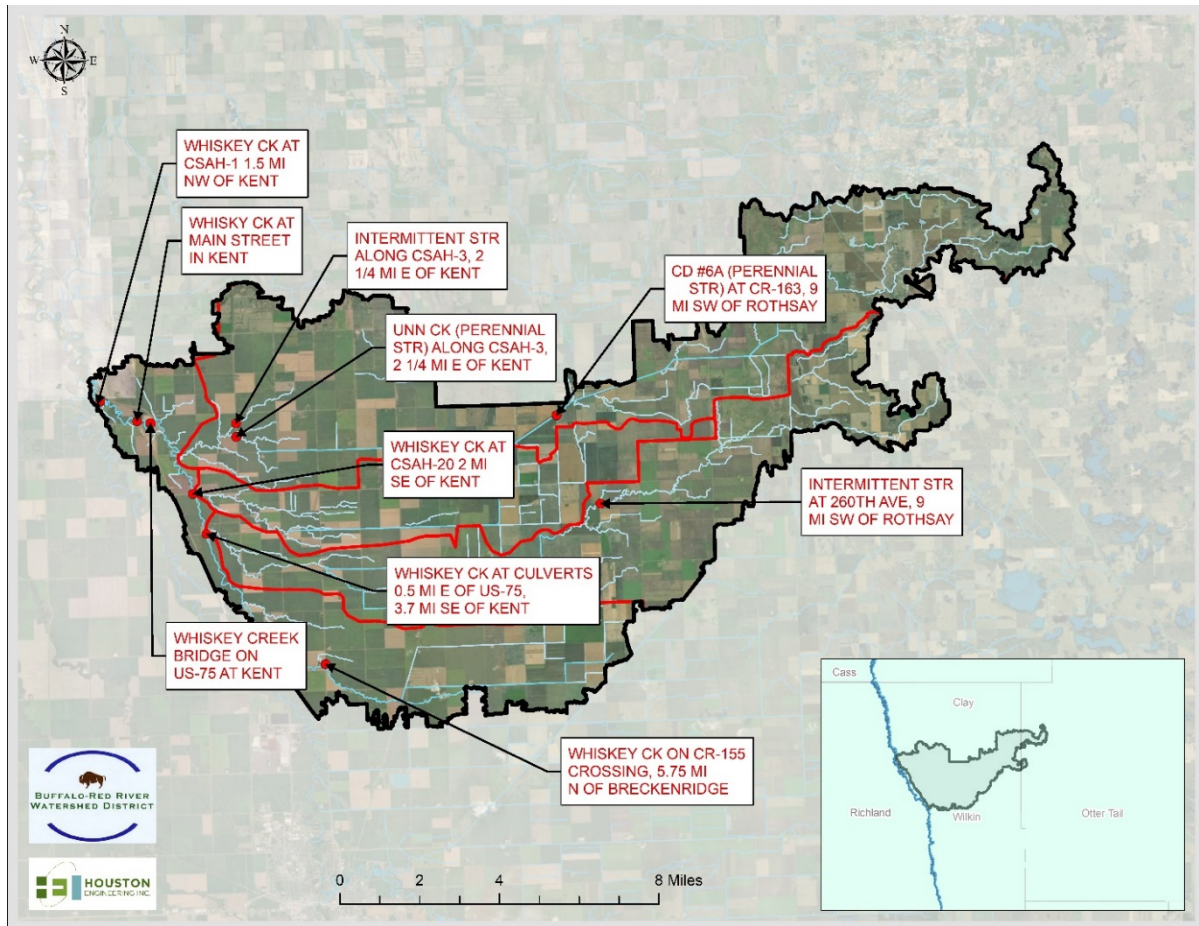 N
W E
S
WHISKEY CK AT
CSAH-1 1.5 MI
NW OF KENT
WHISKY CK AT
MAIN STREET
IN KENT
INTERMITTENT STR
ALONG CSAH-3, 2
1/4 MI E OF KENT
UNN CK (PERENNIAL
STR) ALONG CSAH-3,
2 1/4 MI E OF KENT
CD #6A (PERENNIAL
STR) AT CR-163, 9
MI SW OF ROTHSAY
WHISKEY CK AT
CSAH-20 2 MI
SE OF KENT
INTERMITTENT STR
AT 260TH AVE, 9
MI SW OF ROTHSAY
WHISKEY CK AT CULVERTS
0.5 MI E OF US-75,
3.7 MI SE OF KENT
WHISKEY CREEK
BRIDGE ON
US-75 AT KENT
WHISKEY CK ON CR-155
CROSSING, 5.75 MI
N OF BRECKENRIDGE
BUFFALO-RED RIVER
WATERSHED DISTRICT
HOUSTON
ENGINEERING INC.
0 2 4 8 Miles
Cass
Clay
Richland
Wilkin
Otter Tail